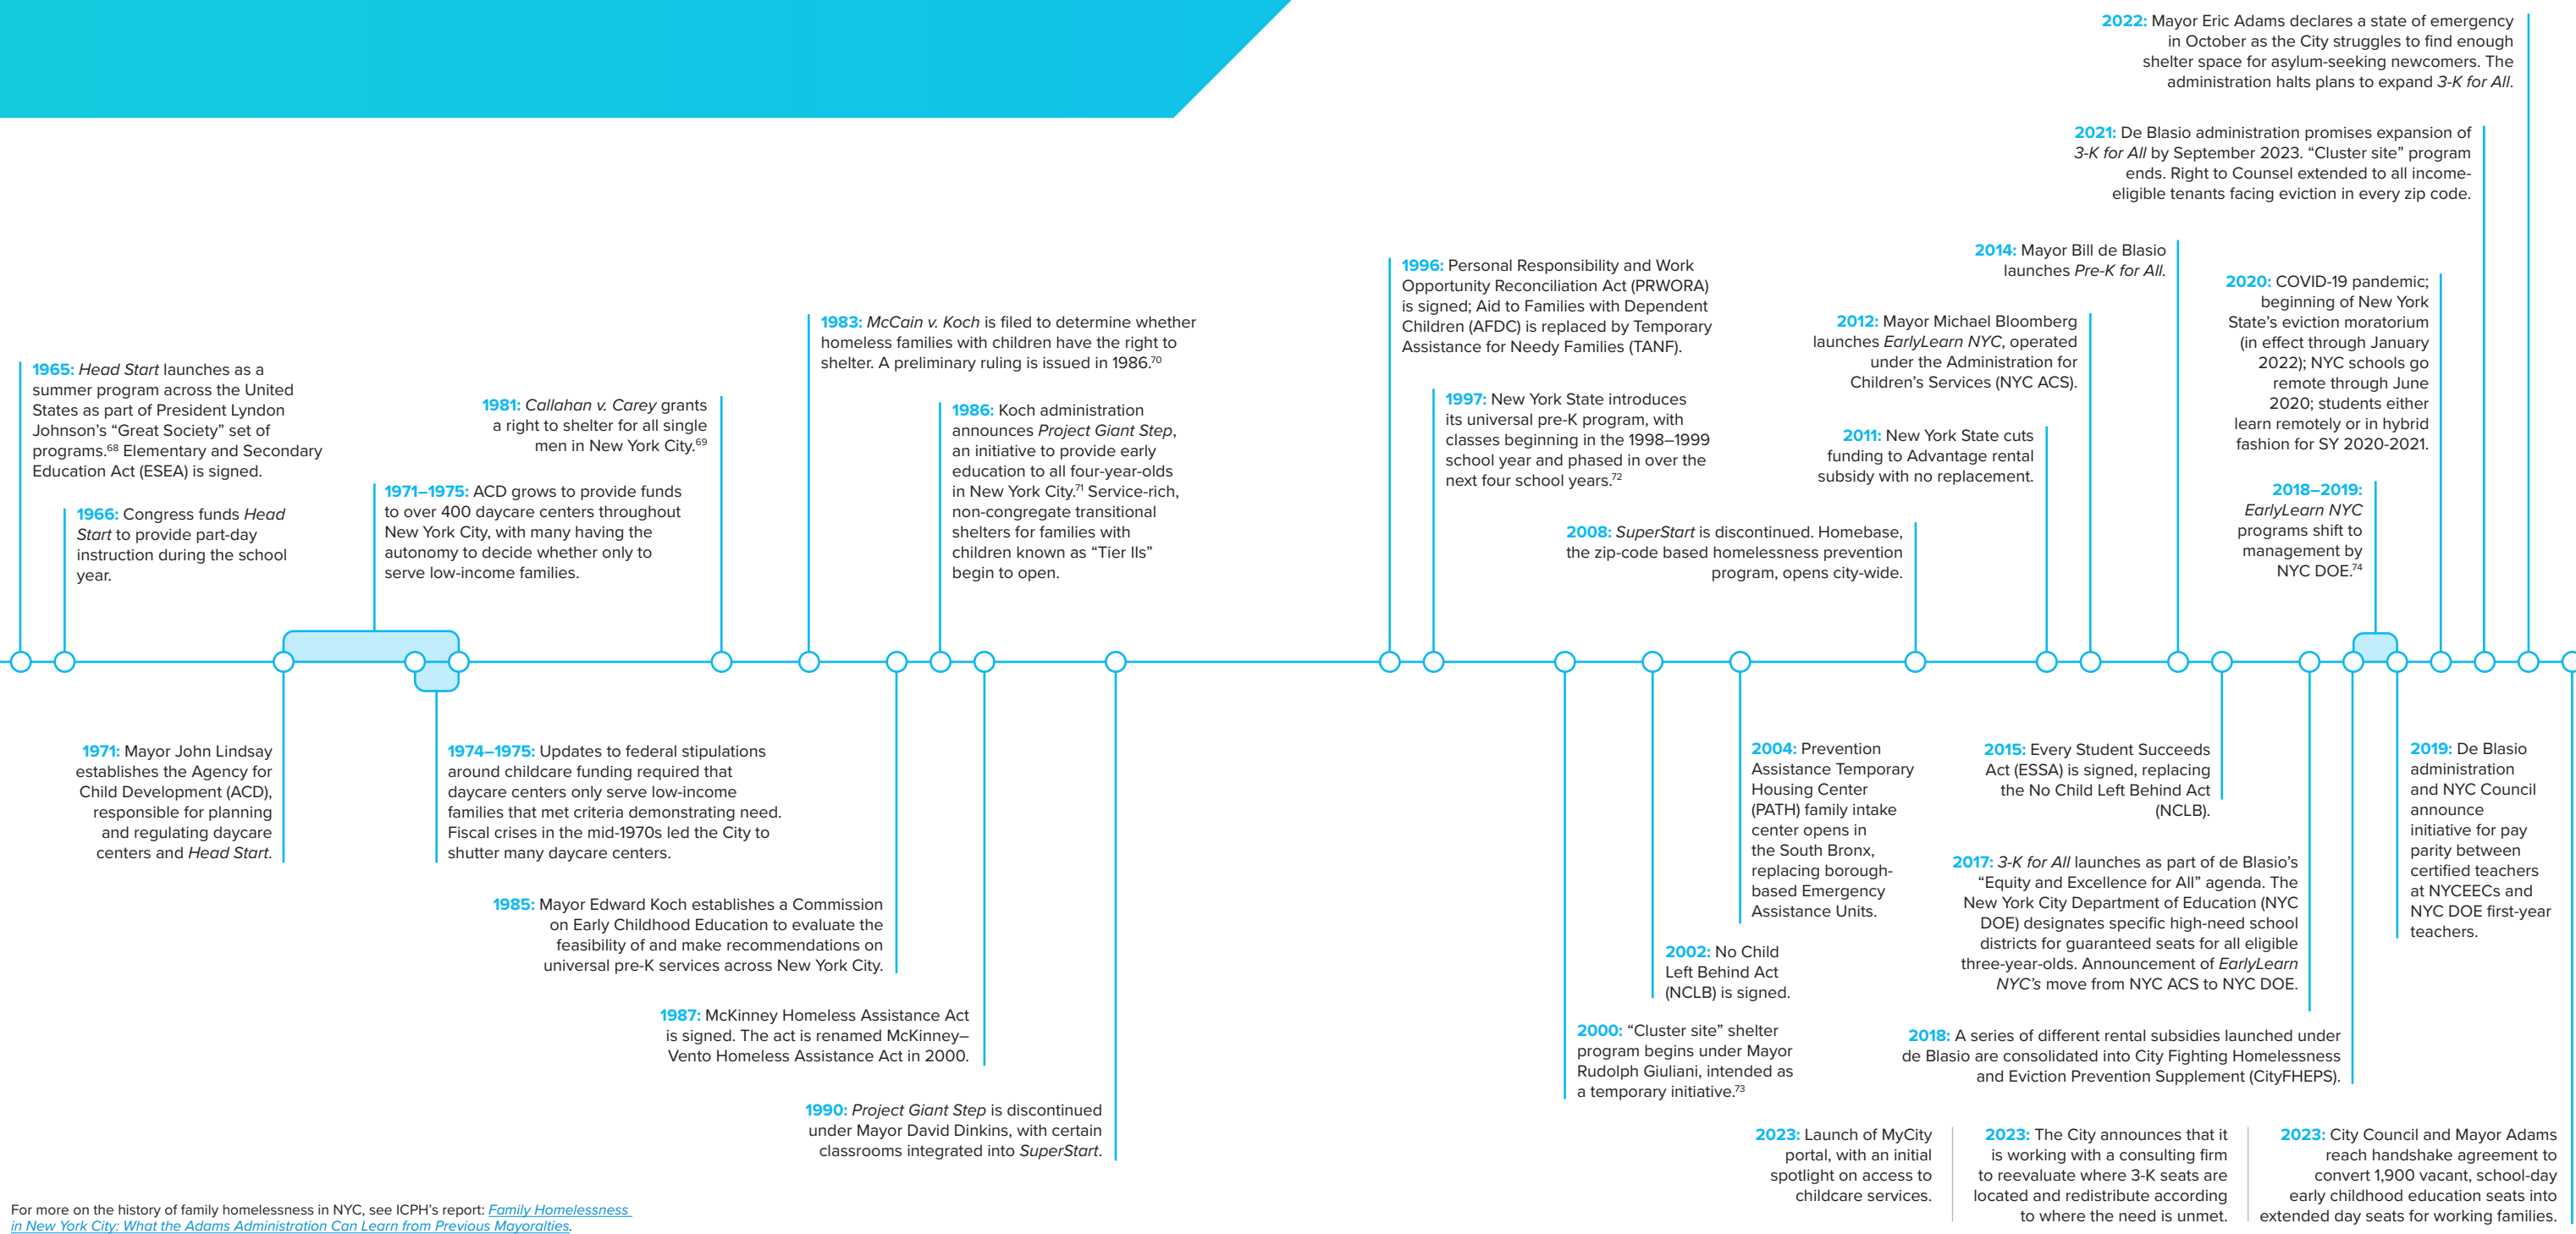 1965: Head Start launches as a
summer program across the United
States as part of President Lyndon
Johnson’s “Great Society” set of
programs.68 Elementary and Secondary
Education Act (ESEA) is signed.
1966: Congress funds Head
Start to provide part-day
instruction during the school
year.
1971: Mayor John Lindsay
establishes the Agency for
Child Development (ACD),
responsible for planning
and regulating daycare
centers and Head Start.
1971–1975: ACD grows to provide funds
to over 400 daycare centers throughout
New York City, with many having the
autonomy to decide whether only to
serve low-income families.
1974–1975: Updates to federal stipulations
around childcare funding required that
daycare centers only serve low-income
families that met criteria demonstrating need.
Fiscal crises in the mid-1970s led the City to
shutter many daycare centers.
1981: Callahan v. Carey grants
a right to shelter for all single
men in New York City.69
1983: McCain v. Koch is filed to determine whether
homeless families with children have the right to
shelter. A preliminary ruling is issued in 1986.70
1985: Mayor Edward Koch establishes a Commission
on Early Childhood Education to evaluate the
feasibility of and make recommendations on
universal pre-K services across New York City.
1986: Koch administration
announces Project Giant Step,
an initiative to provide early
education to all four-year-olds
in New York City.71 Service-rich,
non-congregate transitional
shelters for families with
children known as “Tier IIs”
begin to open.
1987: McKinney Homeless Assistance Act
is signed. The act is renamed McKinney–
Vento Homeless Assistance Act in 2000.
1990: Project Giant Step is discontinued
under Mayor David Dinkins, with certain
classrooms integrated into SuperStart.
1996: Personal Responsibility and Work
Opportunity Reconciliation Act (PRWORA)
is signed; Aid to Families with Dependent
Children (AFDC) is replaced by Temporary
Assistance for Needy Families (TANF).
1997: New York State introduces
its universal pre-K program, with
classes beginning in the 1998–1999
school year and phased in over the
next four school years.72
2000: “Cluster site” shelter
program begins under Mayor
Rudolph Giuliani, intended as
a temporary initiative.73
2002: No Child
Left Behind Act
(NCLB) is signed.
2004: Prevention
Assistance Temporary
Housing Center
(PATH) family intake
center opens in
the South Bronx,
replacing borough-
based Emergency
Assistance Units.
2008: SuperStart is discontinued. Homebase,
the zip-code based homelessness prevention
program, opens city-wide.
2011: New York State cuts
funding to Advantage rental
subsidy with no replacement.
2012: Mayor Michael Bloomberg
launches EarlyLearn NYC, operated
under the Administration for
Children’s Services (NYC ACS).
2014: Mayor Bill de Blasio
launches Pre-K for All.
2015: Every Student Succeeds
Act (ESSA) is signed, replacing
the No Child Left Behind Act
(NCLB).
2017: 3-K for All launches as part of de Blasio’s
“Equity and Excellence for All” agenda. The
New York City Department of Education (NYC
DOE) designates specific high-need school
districts for guaranteed seats for all eligible
three-year-olds. Announcement of EarlyLearn
NYC’s move from NYC ACS to NYC DOE.
2018: A series of different rental subsidies launched under
de Blasio are consolidated into City Fighting Homelessness
and Eviction Prevention Supplement (CityFHEPS).
2018–2019:
EarlyLearn NYC
programs shift to
management by
NYC DOE.74
2019: De Blasio
administration
and NYC Council
announce
initiative for pay
parity between
certified teachers
at NYCEECs and
NYC DOE first-year
teachers.
2020: COVID-19 pandemic;
beginning of New York
State’s eviction moratorium
(in effect through January
2022); NYC schools go
remote through June
2020; students either
learn remotely or in hybrid
fashion for SY 2020-2021.
2021: De Blasio administration promises expansion of
3-K for All by September 2023. “Cluster site” program
ends. Right to Counsel extended to all income-
eligible tenants facing eviction in every zip code.
2022: Mayor Eric Adams declares a state of emergency
in October as the City struggles to find enough
shelter space for asylum-seeking newcomers. The
administration halts plans to expand 3-K for All.
2023: Launch of MyCity
portal, with an initial
spotlight on access to
childcare services.
2023: The City announces that it
is working with a consulting firm
to reevaluate where 3-K seats are
located and redistribute according
to where the need is unmet.
2023: City Council and Mayor Adams
reach handshake agreement to
convert 1,900 vacant, school-day
early childhood education seats into
extended day seats for working families.
For more on the history of family homelessness in NYC, see ICPH’s report: Family Homelessness
in New York City: What the Adams Administration Can Learn from Previous Mayoralties.